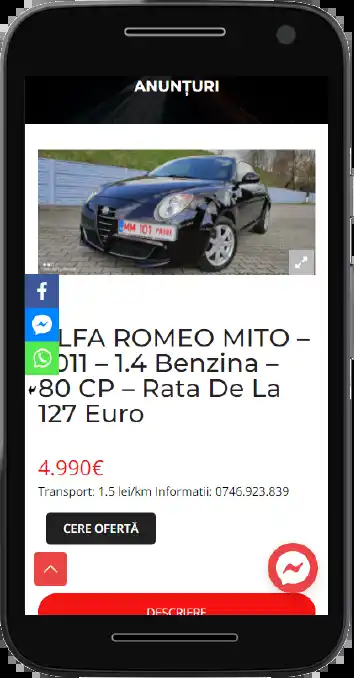 ANUNȚURI
MM 101
LFA ROMEO MITO –
011 – 1.4 Benzina –
80 CP – Rata De La
127 Euro
4.990€
Transport: 1.5 lei/km Informatii: 0746.923.839
CERE OFERTĂ
DESCRIERE